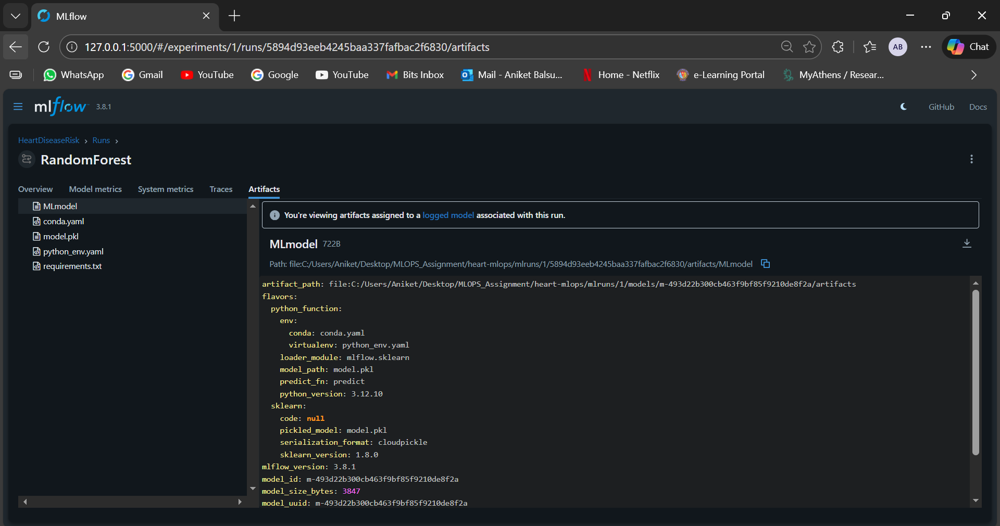 MLflow
127.0.0.1:5000/#/experiments/1/runs/5894d93eeb4245baa337fafbac2f6830/artifacts
AB
Chat
WhatsApp
Gmail
YouTube
Google
YouTube
Bits Inbox
Mail - Aniket Balsu...
Home - Netflix
e-Learning Portal
MyAthens / Resear...
mlflow 3.8.1
GitHub
Docs
HeartDiseaseRisk > Runs >
RandomForest
Overview
Model metrics
System metrics
Traces
Artifacts
MLmodel
conda.yaml
model.pkl
python_env.yaml
requirements.txt
You're viewing artifacts assigned to a logged model associated with this run.
MLmodel 722B
Path: file:C:/Users/Aniket/Desktop/MLOPS_Assignment/heart-mlops/mlruns/1/5894d93eeb4245baa337fafbac2f6830/artifacts/MLmodel
artifact_path: file:C:/Users/Aniket/Desktop/MLOPS_Assignment/heart-mlops/mlruns/1/models/m-493d22b300cb463f9bf85f9210de8f2a/artifacts
flavors:
python_function:
env:
conda: conda.yaml
virtualenv: python_env.yaml
loader_module: mlflow.sklearn
model_path: model.pkl
predict_fn: predict
python_version: 3.12.10
sklearn:
code: null
pickled_model: model.pkl
serialization_format: cloudpickle
sklearn_version: 1.8.0
mlflow_version: 3.8.1
model_id: m-493d22b300cb463f9bf85f9210de8f2a
model_size_bytes: 3847
model_uuid: m-493d22b300cb463f9bf85f9210de8f2a